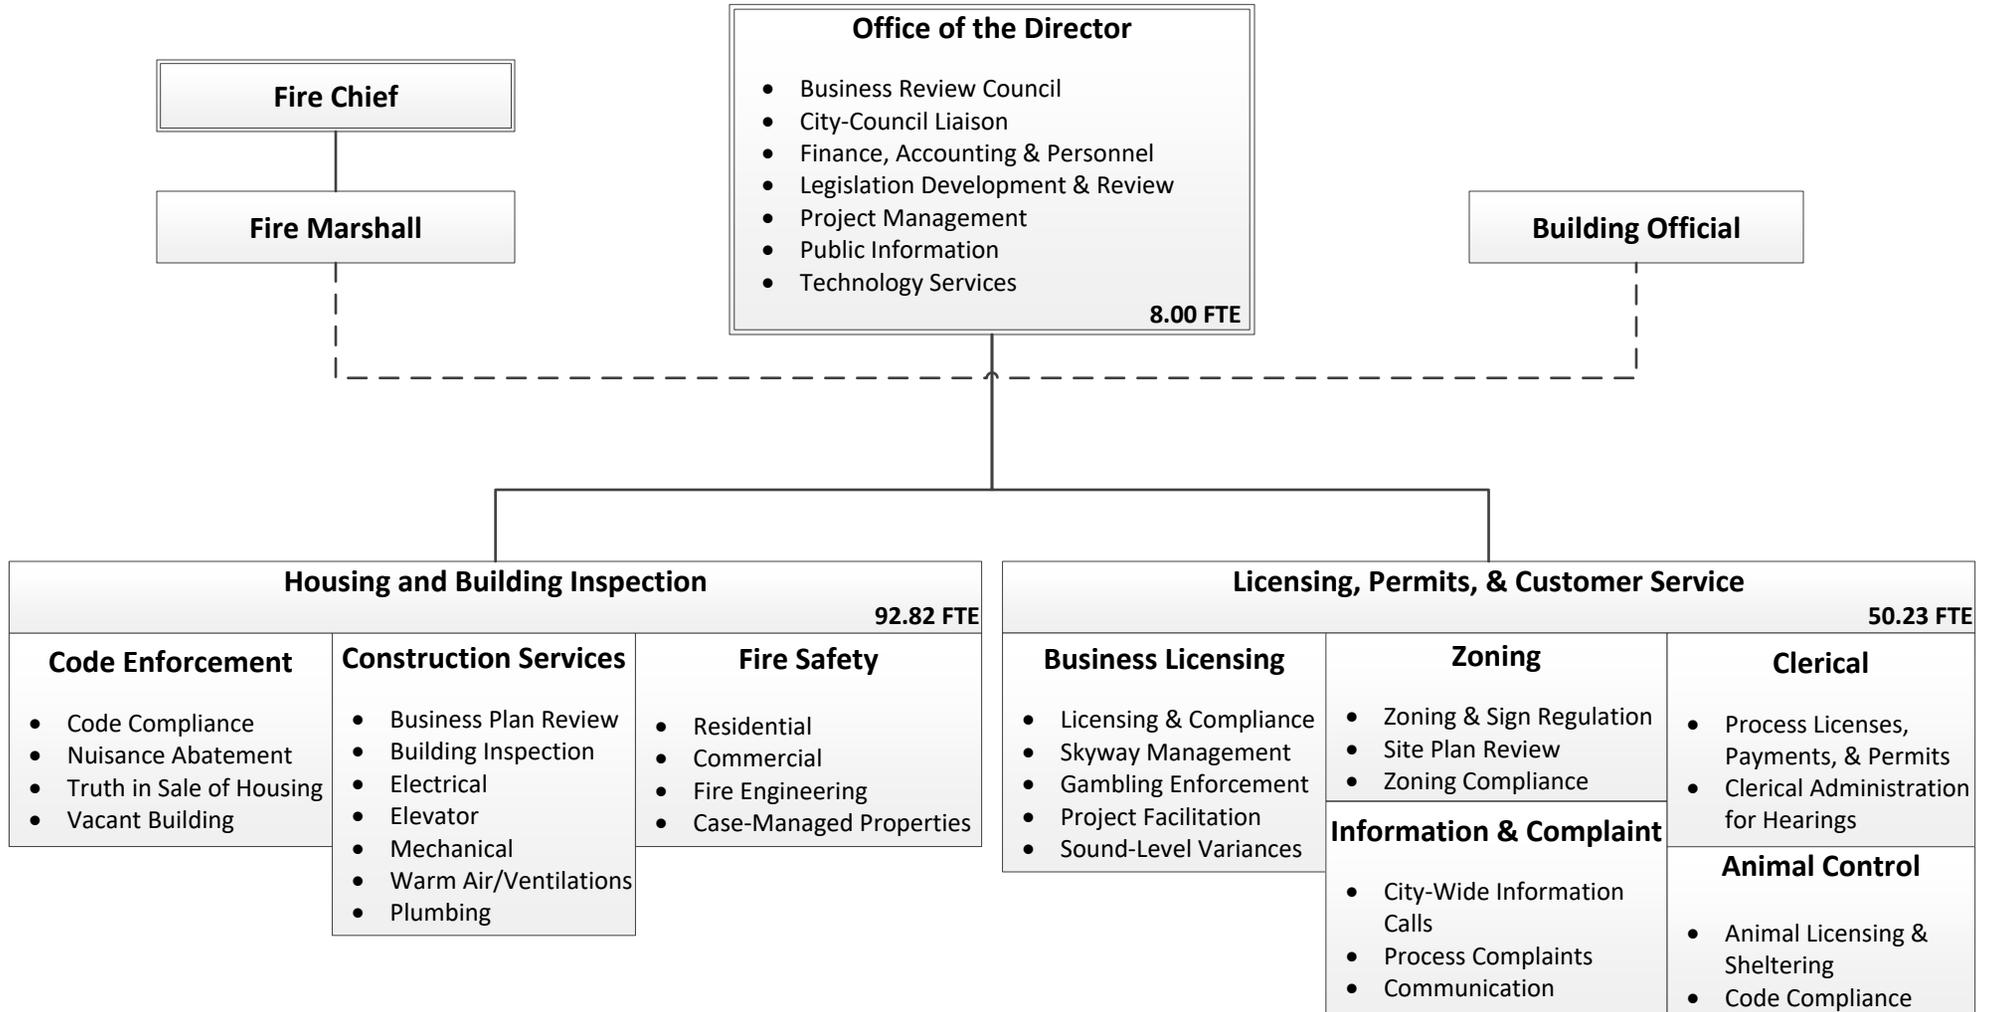 Office of the Director
• Business Review Council
• City-Council Liaison
• Finance, Accounting & Personnel
• Legislation Development & Review
• Project Management
• Public Information
• Technology Services
8.00 FTE
Fire Chief
Fire Marshall
Building Official
Housing and Building Inspection
92.82 FTE
Code Enforcement
• Code Compliance
• Nuisance Abatement
• Truth in Sale of Housing
• Vacant Building
Construction Services
• Business Plan Review
• Building Inspection
• Electrical
• Elevator
• Mechanical
• Warm Air/Ventilations
• Plumbing
Fire Safety
• Residential
• Commercial
• Fire Engineering
• Case-Managed Properties
Licensing, Permits, & Customer Service
50.23 FTE
Business Licensing
• Licensing & Compliance
• Skyway Management
• Gambling Enforcement
• Project Facilitation
• Sound-Level Variances
Zoning
• Zoning & Sign Regulation
• Site Plan Review
• Zoning Compliance
Information & Complaint
• City-Wide Information
Calls
• Process Complaints
• Communication
Clerical
• Process Licenses,
Payments, & Permits
• Clerical Administration
for Hearings
Animal Control
• Animal Licensing &
Sheltering
• Code Compliance